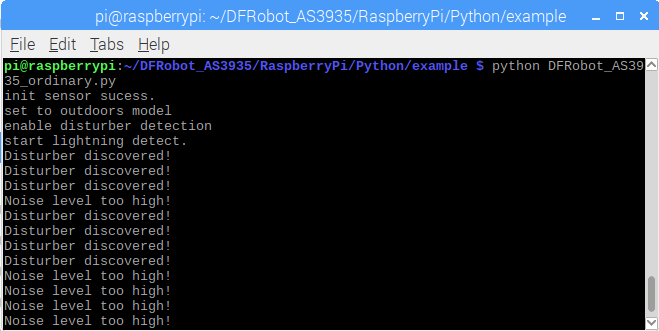 pi@raspberrypi: ~/DFRobot_AS3935/RaspberryPi/Python/example
File Edit Tabs Help
pi@raspberrypi:~/DFRobot_AS3935/RaspberryPi/Python/example $ python DFRobot_AS39
35_ordinary.py
init sensor sucess.
set to outdoors model
enable disturber detection
start lightning detect.
Disturber discovered!
Disturber discovered!
Disturber discovered!
Noise level too high!
Disturber discovered!
Disturber discovered!
Disturber discovered!
Disturber discovered!
Noise level too high!
Noise level too high!
Noise level too high!
Noise level too high!